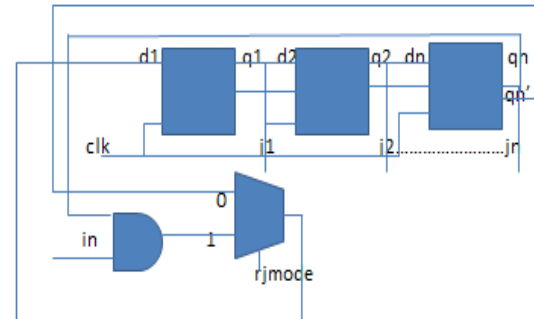 d1 q1 d2 q2 dn qn
qn'
clk j1 j2........................jn
0
in 1
rjmode